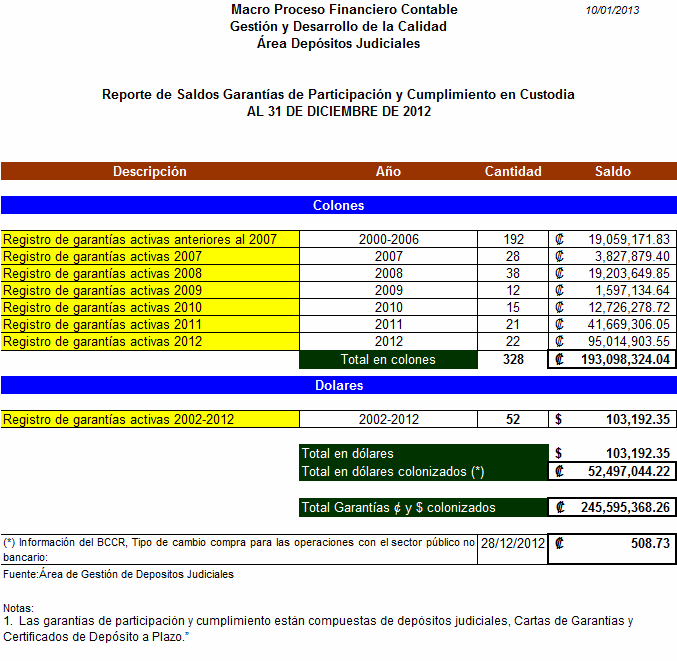 Macro Proceso Financiero Contable 10/01/2013
Gestión y Desarrollo de la Calidad
Área Depósitos Judiciales
Reporte de Saldos Garantías de Participación y Cumplimiento en Custodia
AL 31 DE DICIEMBRE DE 2012
Descripción Año Cantidad Saldo
Colones
Registro de garantías activas anteriores al 2007 2000-2006 192 ₡ 19,059,171.83
Registro de garantías activas 2007 2007 28 ₡ 3,827,879.40
Registro de garantías activas 2008 2008 38 ₡ 19,203,649.85
Registro de garantías activas 2009 2009 12 ₡ 1,597,134.64
Registro de garantías activas 2010 2010 15 ₡ 12,726,278.72
Registro de garantías activas 2011 2011 21 ₡ 41,669,306.05
Registro de garantías activas 2012 2012 22 ₡ 95,014,903.55
Total en colones 328 ₡ 193,098,324.04
Dolares
Registro de garantías activas 2002-2012 2002-2012 52 $ 103,192.35
Total en dólares $ 103,192.35
Total en dólares colonizados (*) ₡ 52,497,044.22
Total Garantías ¢ y $ colonizados ₡ 245,595,368.26
(*) Información del BCCR, Tipo de cambio compra para las operaciones con el sector público no 28/12/2012 ₡ 508.73
bancario:
Fuente:Área de Gestión de Depositos Judiciales
Notas:
1. Las garantías de participación y cumplimiento están compuestas de depósitos judiciales, Cartas de Garantías y
Certificados de Depósito a Plazo.”